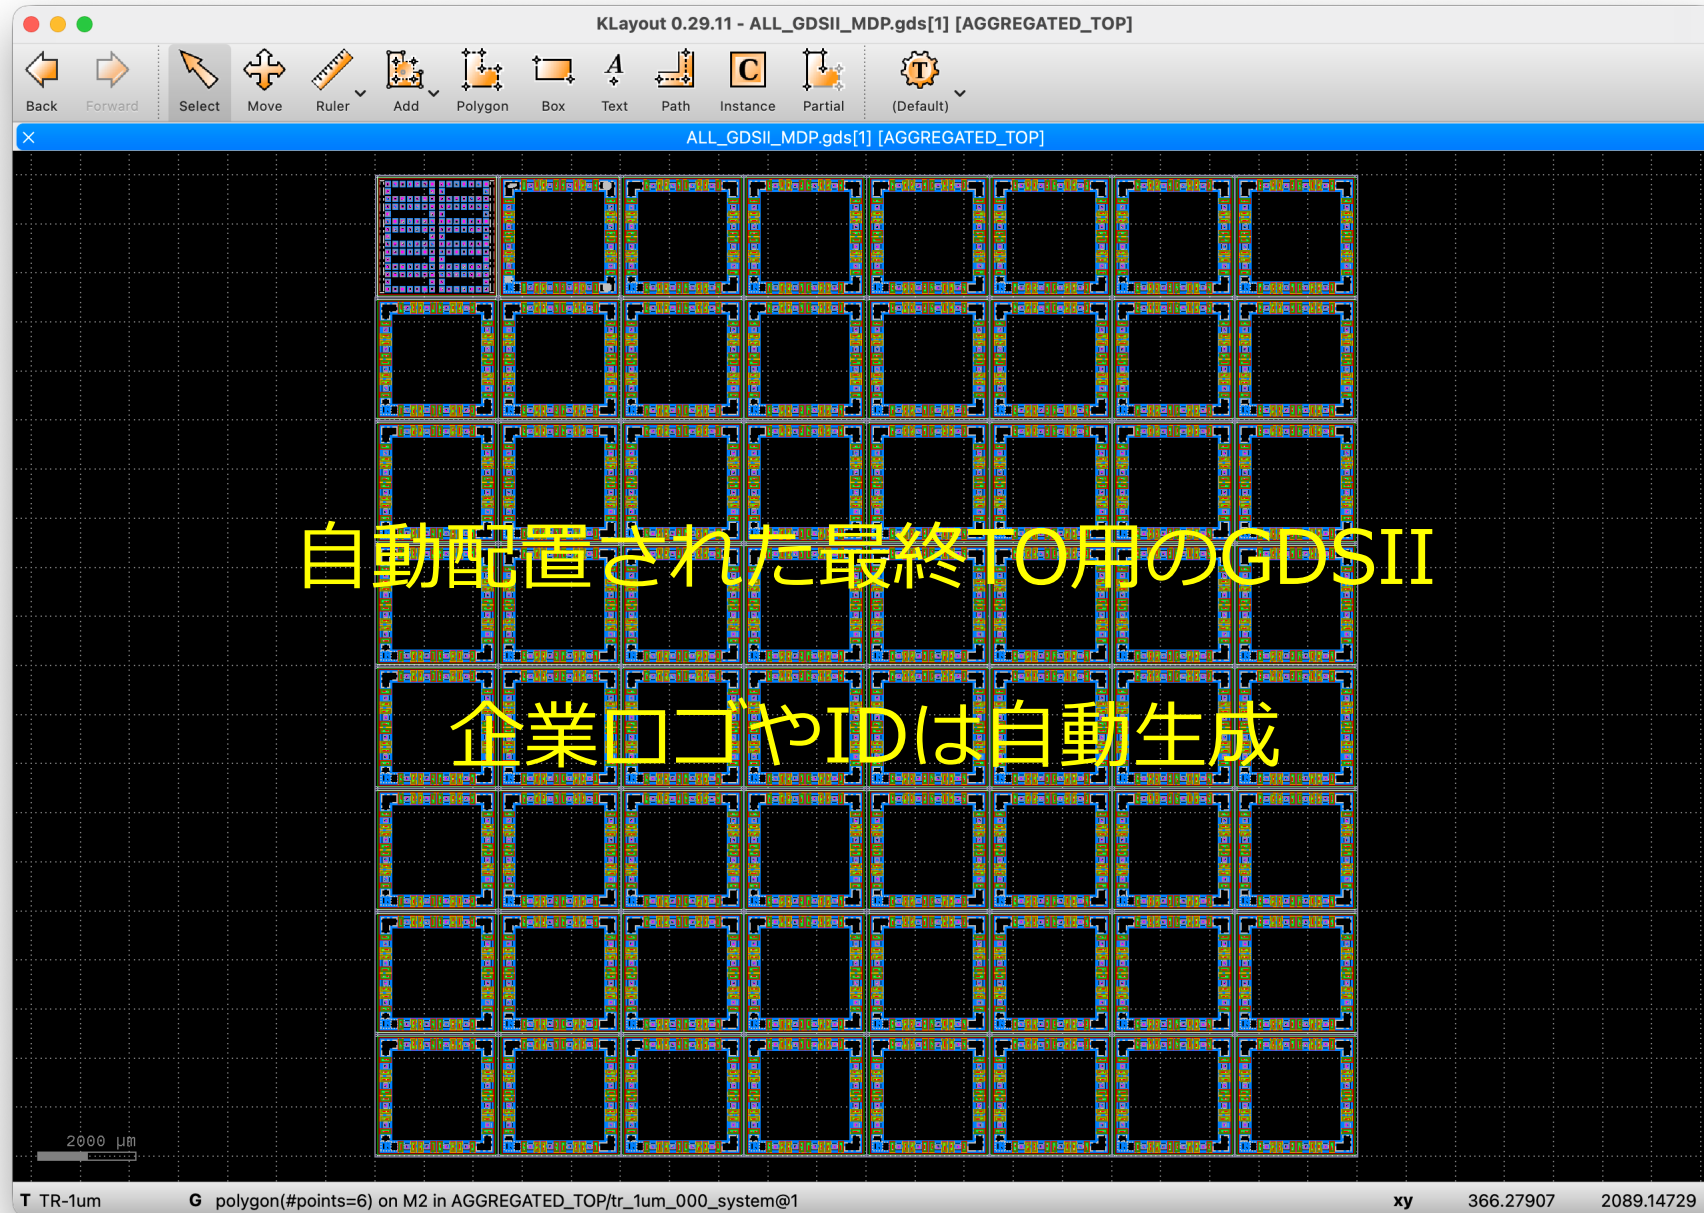 KLayout 0.29.11 - ALL_GDSII_MDP.gds[1] [AGGREGATED_TOP]
Back Forward Select Move Ruler Add Polygon Box Text Path Instance Partial (Default)
ALL_GDSII_MDP.gds[1] [AGGREGATED_TOP]
自動配置された最終TO用のGDSII
企業ロゴやIDは自動生成
2000 µm
T TR-1um G polygon(#points=6) on M2 in AGGREGATED_TOP/tr_1um_000_system@1 xy 366.27907 2089.14729